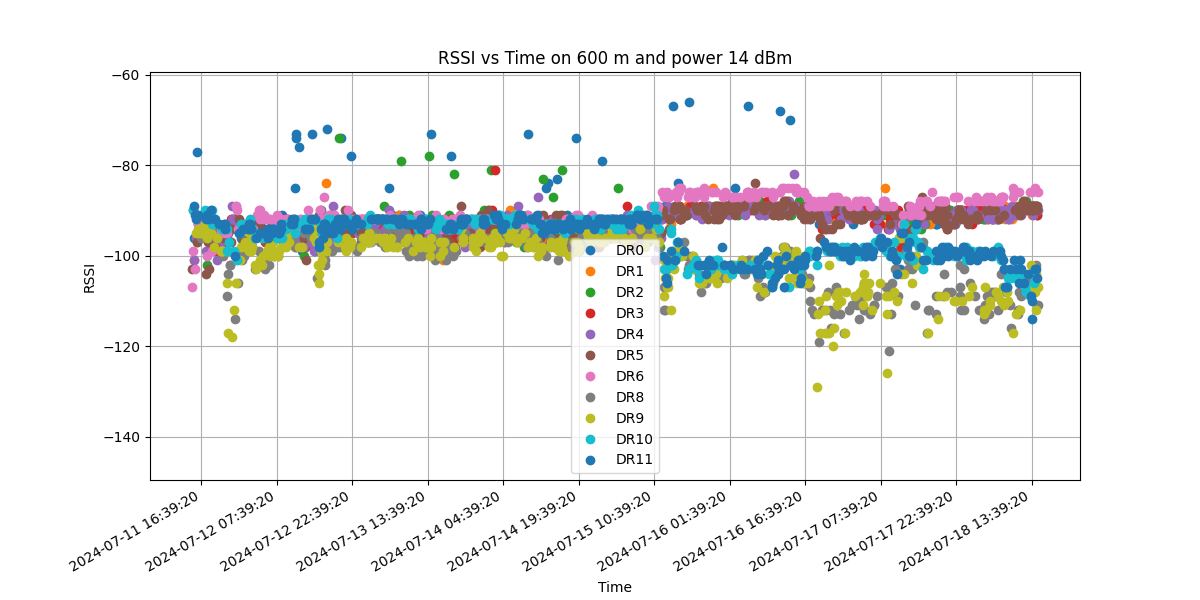 RSSI vs Time on 600 m and power 14 dBm
RSSI
−60
−80
−100
−120
−140
DR0
DR1
DR2
DR3
DR4
DR5
DR6
DR8
DR9
DR10
DR11
2024-07-11 16:39:20
2024-07-12 07:39:20
2024-07-12 22:39:20
2024-07-13 13:39:20
2024-07-14 04:39:20
2024-07-14 19:39:20
2024-07-15 10:39:20
2024-07-16 01:39:20
2024-07-16 16:39:20
2024-07-17 07:39:20
2024-07-17 22:39:20
2024-07-18 13:39:20
Time